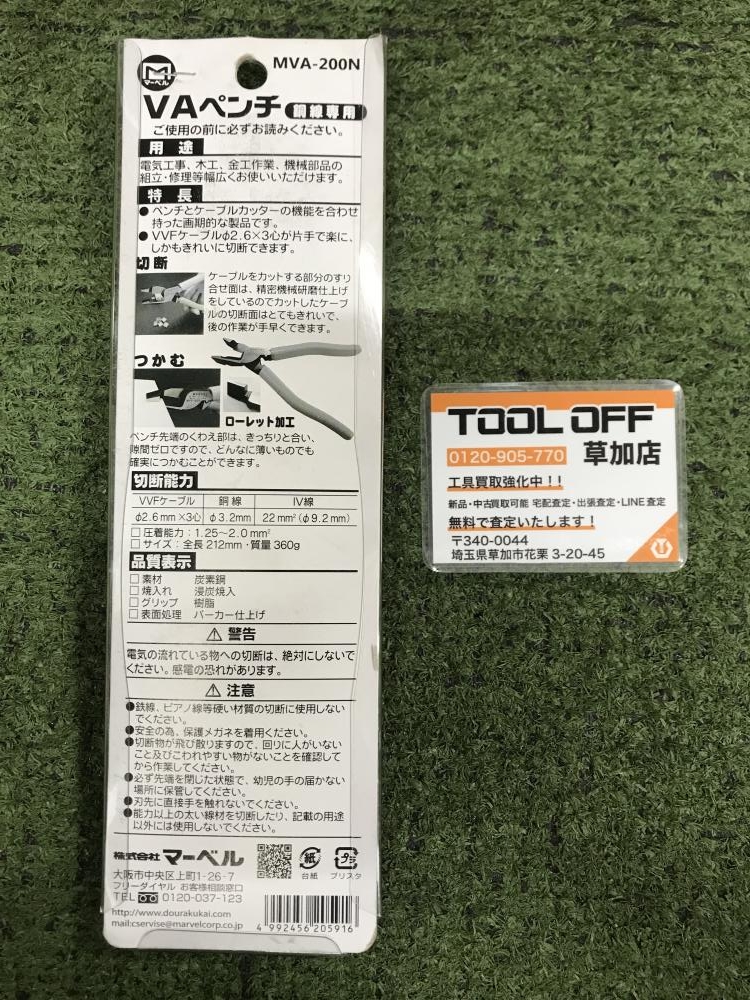 MVA-200N
マーベル
VAペンチ 銅線専用
ご使用の前に必ずお読みください。
用途
電気工事、木工、金工作業、機械部品の
組立・修理等幅広くお使いいただけます。
特長
●ペンチとケーブルカッターの機能を合わせ
持った画期的な製品です。
●VVFケーブルφ2.6×3心が片手で楽に、
しかもきれいに切断できます。
切断
ケーブルをカットする部分のすり
合せ面は、精密機械研磨仕上げ
をしているのでカットしたケーブ
ルの切断面はとてもきれいで、
後の作業が手早くできます。
つかむ
ローレット加工
ペンチ先端のくわえ部は、きっちりと合い、
隙間ゼロですので、どんなに薄いものでも
確実につかむことができます。
切断能力
VVFケーブル 銅線 IV線
φ2.6mm×3心 φ3.2mm 22mm²(φ9.2mm)
□圧着能力:1.25〜2.0mm²
□サイズ:全長212mm・質量360g
品質表示
□素材 炭素鋼
□焼入れ 浸炭焼入
□グリップ 樹脂
□表面処理 パーカー仕上げ
⚠警告
電気の流れている物への切断は、絶対にしないで
ください。感電の恐れがあります。
⚠注意
●鉄線、ピアノ線等硬い材質の切断に使用しない
でください。
●安全の為、保護メガネを着用ください。
●切断物が飛び散りますので、回りに人がいない
こと及びこわれやすい物がないことを確認して
から作業してください。
●必ず先端を閉じた状態で、幼児の手の届かない
場所に保管してください。
●刃先に直接手を触れないでください。
●能力以上の太い線材を切断したり、記載の用途
以外には使用しないでください。
株式会社 マーベル
大阪市中央区上町1-26-7
フリーダイヤル お客様相談窓口
TEL 0120-037-123
http://www.dourakukai.com
mail:cservise@marvelcorp.co.jp
紙
台紙
プラ
ブリスタ
4 992456 205916
TOOL OFF
0120-905-770 草加店
工具買取強化中!!
新品・中古買取可能 宅配査定・出張査定・LINE査定
無料で査定いたします!
〒340-0044
埼玉県草加市花栗 3-20-45